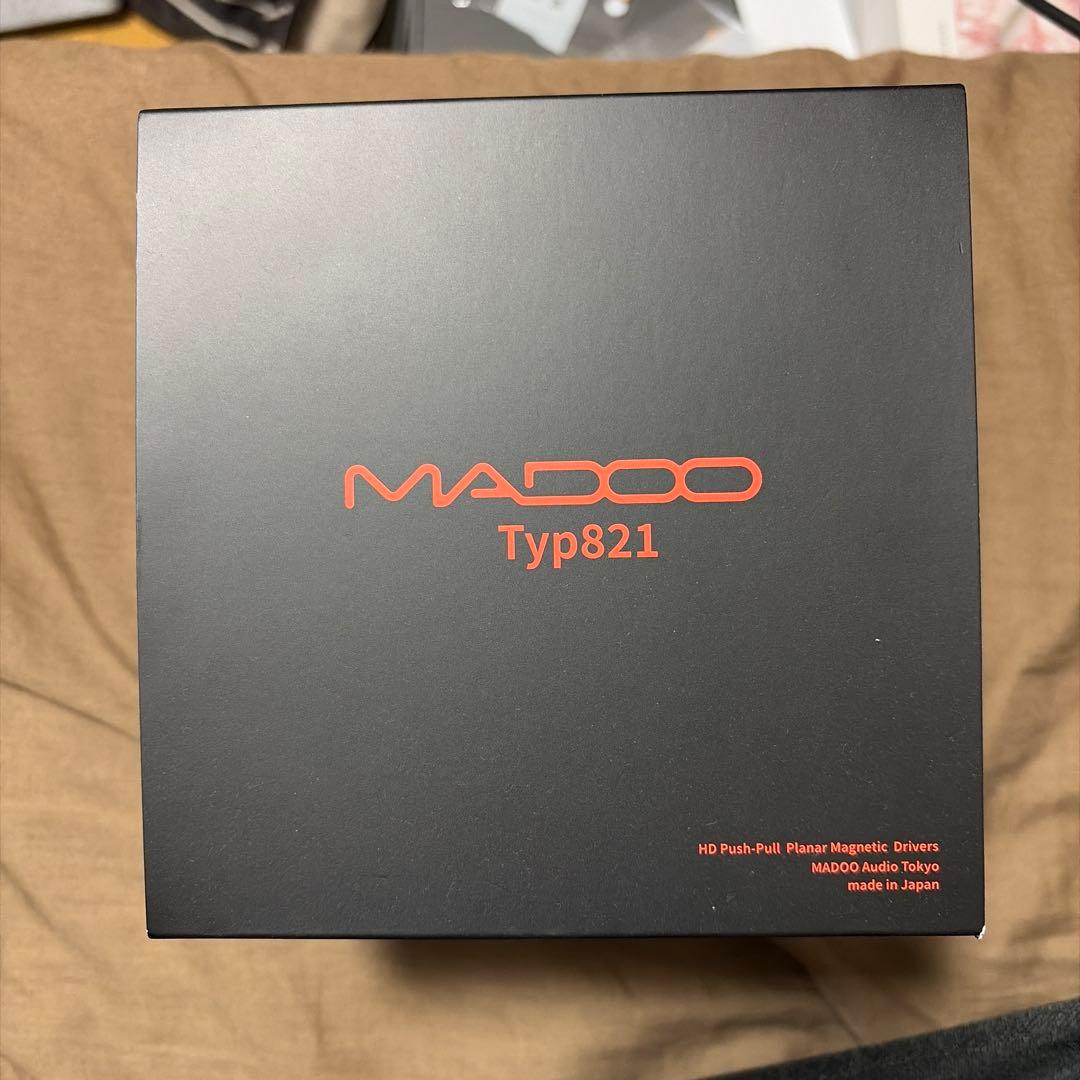 MADOO
Typ821
HD Push-Pull Planar Magnetic Drivers
MADOO Audio Tokyo
made in Japan